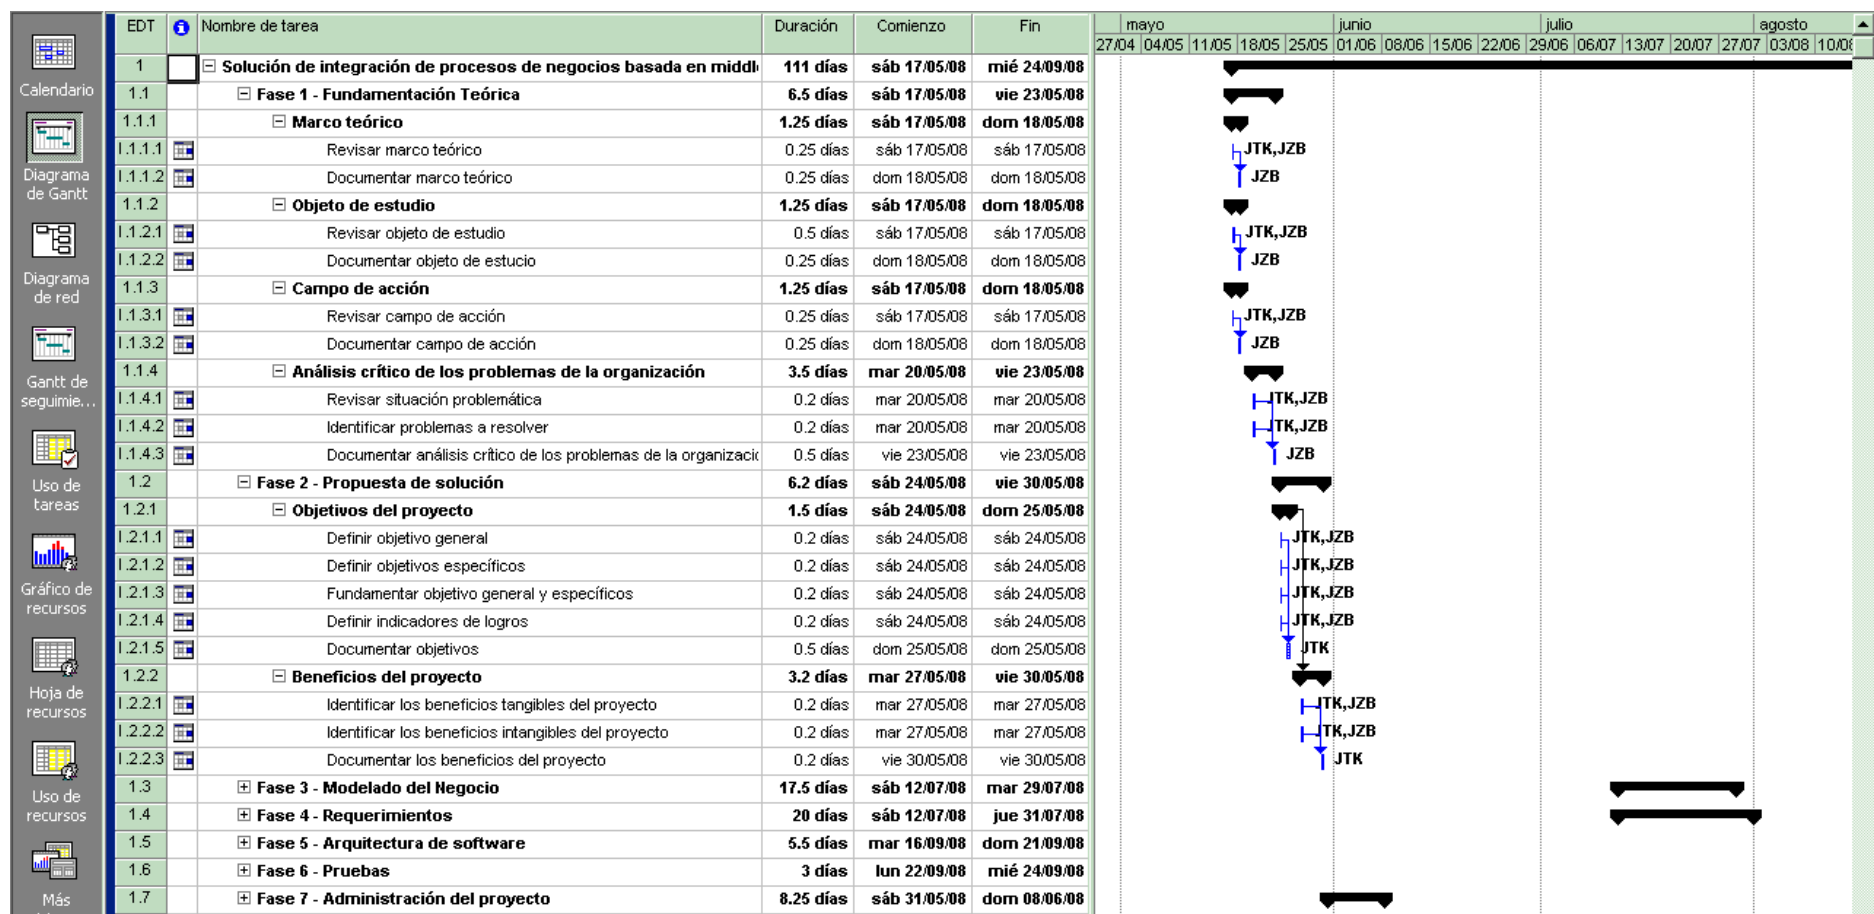 EDT Nombre de tarea Duración Comienzo Fin mayo junio julio agosto
27/04 04/05 11/05 18/05 25/05 01/06 08/06 15/06 22/06 29/06 06/07 13/07 20/07 27/07 03/08
1 Solución de integración de procesos de negocios basada en 111 días sáb 17/05/08 mié 24/09/08
Calendario
1.1 Fase 1 - Fundamentación Teórica 6.5 días sáb 17/05/08 vie 23/05/08
1.1.1 Marco teórico 1.25 días sáb 17/05/08 dom 18/05/08
I.1.1.1 Revisar marco teórico 0.25 días sáb 17/05/08 sáb 17/05/08 JTK,JZB
Diagrama de Gantt
I.1.1.2 Documentar marco teórico 0.25 días dom 18/05/08 dom 18/05/08 JZB
1.1.2 Objeto de estudio 1.25 días sáb 17/05/08 dom 18/05/08
I.1.2.1 Revisar objeto de estudio 0.5 días sáb 17/05/08 sáb 17/05/08 JTK,JZB
I.1.2.2 Documentar objeto de estucio 0.25 días dom 18/05/08 dom 18/05/08 JZB
Diagrama de red
1.1.3 Campo de acción 1.25 días sáb 17/05/08 dom 18/05/08
I.1.3.1 Revisar campo de acción 0.25 días sáb 17/05/08 sáb 17/05/08 JTK,JZB
I.1.3.2 Documentar campo de acción 0.25 días dom 18/05/08 dom 18/05/08 JZB
1.1.4 Análisis crítico de los problemas de la organización 3.5 días mar 20/05/08 vie 23/05/08
Gantt de seguimie...
I.1.4.1 Revisar situación problemática 0.2 días mar 20/05/08 mar 20/05/08 JTK,JZB
I.1.4.2 Identificar problemas a resolver 0.2 días mar 20/05/08 mar 20/05/08 JTK,JZB
I.1.4.3 Documentar análisis crítico de los problemas de la 0.5 días vie 23/05/08 vie 23/05/08 JZB
1.2 Fase 2 - Propuesta de solución 6.2 días sáb 24/05/08 vie 30/05/08
Uso de tareas
1.2.1 Objetivos del proyecto 1.5 días sáb 24/05/08 dom 25/05/08
I.2.1.1 Definir objetivo general 0.2 días sáb 24/05/08 sáb 24/05/08 JTK,JZB
I.2.1.2 Definir objetivos específicos 0.2 días sáb 24/05/08 sáb 24/05/08 JTK,JZB
Gráfico de recursos
I.2.1.3 Fundamentar objetivo general y específicos 0.2 días sáb 24/05/08 sáb 24/05/08 JTK,JZB
I.2.1.4 Definir indicadores de logros 0.2 días sáb 24/05/08 sáb 24/05/08 JTK,JZB
I.2.1.5 Documentar objetivos 0.5 días dom 25/05/08 dom 25/05/08 JTK
1.2.2 Beneficios del proyecto 3.2 días mar 27/05/08 vie 30/05/08
Hoja de recursos
I.2.2.1 Identificar los beneficios tangibles del proyecto 0.2 días mar 27/05/08 mar 27/05/08 JTK,JZB
I.2.2.2 Identificar los beneficios intangibles del proyecto 0.2 días mar 27/05/08 mar 27/05/08 JTK,JZB
I.2.2.3 Documentar los beneficios del proyecto 0.2 días vie 30/05/08 vie 30/05/08 JTK
1.3 Fase 3 - Modelado del Negocio 17.5 días sáb 12/07/08 mar 29/07/08
Uso de recursos
1.4 Fase 4 - Requerimientos 20 días sáb 12/07/08 jue 31/07/08
1.5 Fase 5 - Arquitectura de software 5.5 días mar 16/09/08 dom 21/09/08
1.6 Fase 6 - Pruebas 3 días lun 22/09/08 mié 24/09/08
Más
1.7 Fase 7 - Administración del proyecto 8.25 días sáb 31/05/08 dom 08/06/08